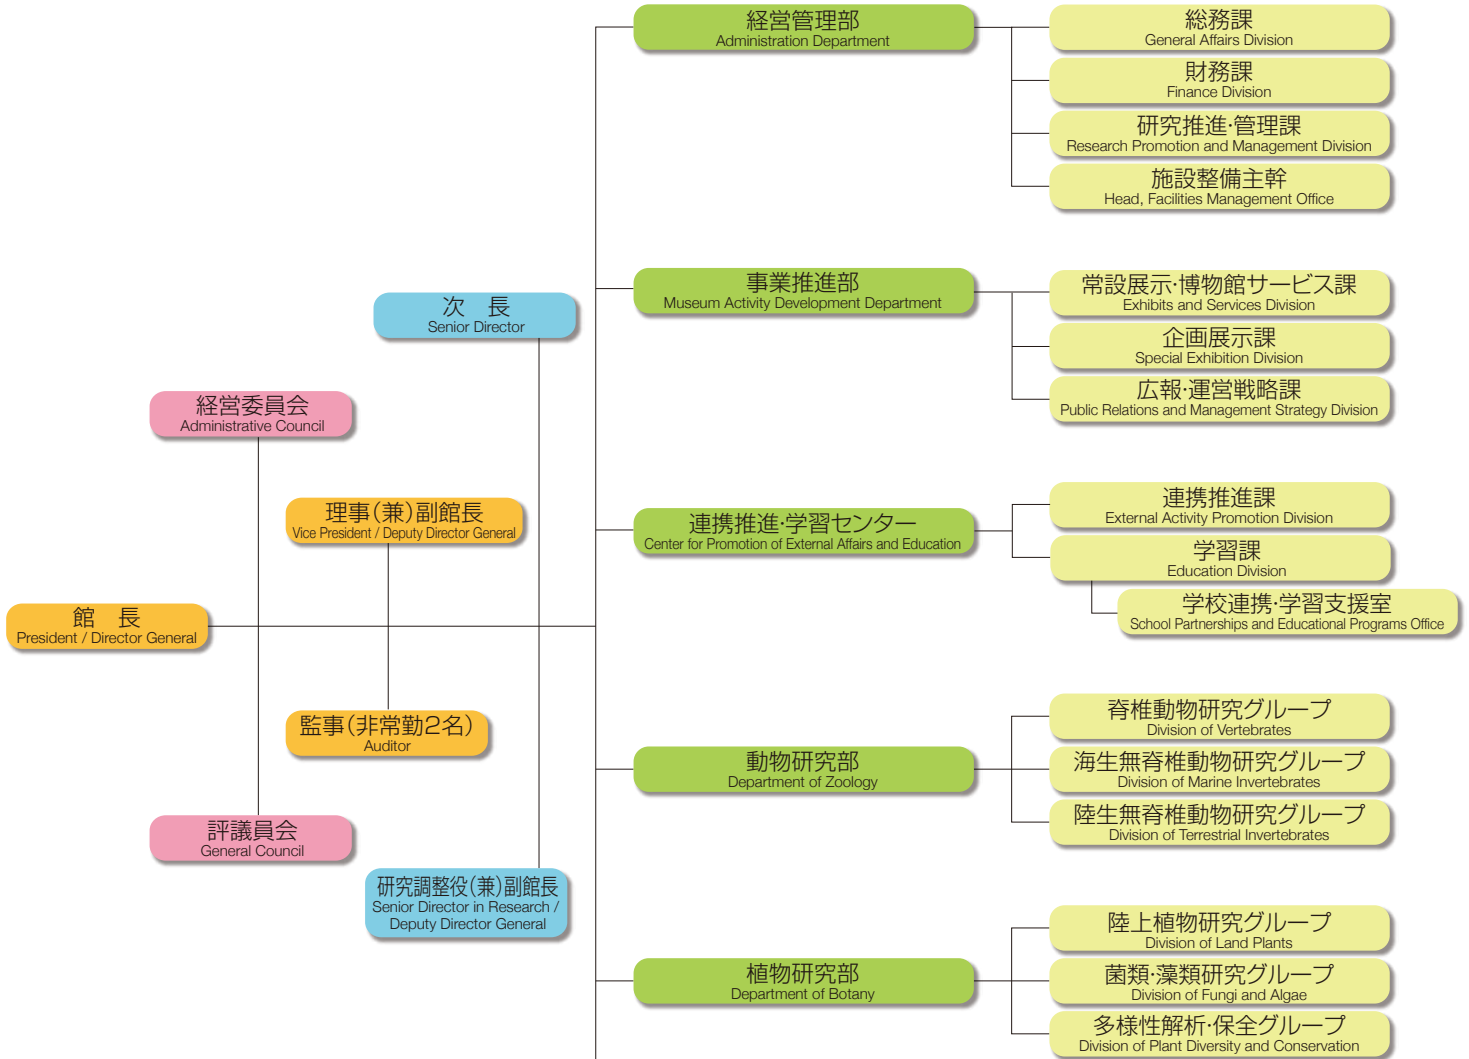 経営管理部
Administration Department
総務課
General Affairs Division
財務課
Finance Division
研究推進・管理課
Research Promotion and Management Division
施設整備主幹
Head, Facilities Management Office
事業推進部
Museum Activity Development Department
常設展示・博物館サービス課
Exhibits and Services Division
企画展示課
Special Exhibition Division
広報・運営戦略課
Public Relations and Management Strategy Division
次　長
Senior Director
経営委員会
Administrative Council
理事（兼）副館長
Vice President / Deputy Director General
連携推進・学習センター
Center for Promotion of External Affairs and Education
連携推進課
External Activity Promotion Division
学習課
Education Division
学校連携・学習支援室
School Partnerships and Educational Programs Office
館　長
President / Director General
監事（非常勤2名）
Auditor
動物研究部
Department of Zoology
脊椎動物研究グループ
Division of Vertebrates
海生無脊椎動物研究グループ
Division of Marine Invertebrates
陸生無脊椎動物研究グループ
Division of Terrestrial Invertebrates
評議員会
General Council
研究調整役（兼）副館長
Senior Director in Research /
Deputy Director General
植物研究部
Department of Botany
陸上植物研究グループ
Division of Land Plants
菌類・藻類研究グループ
Division of Fungi and Algae
多様性解析・保全グループ
Division of Plant Diversity and Conservation